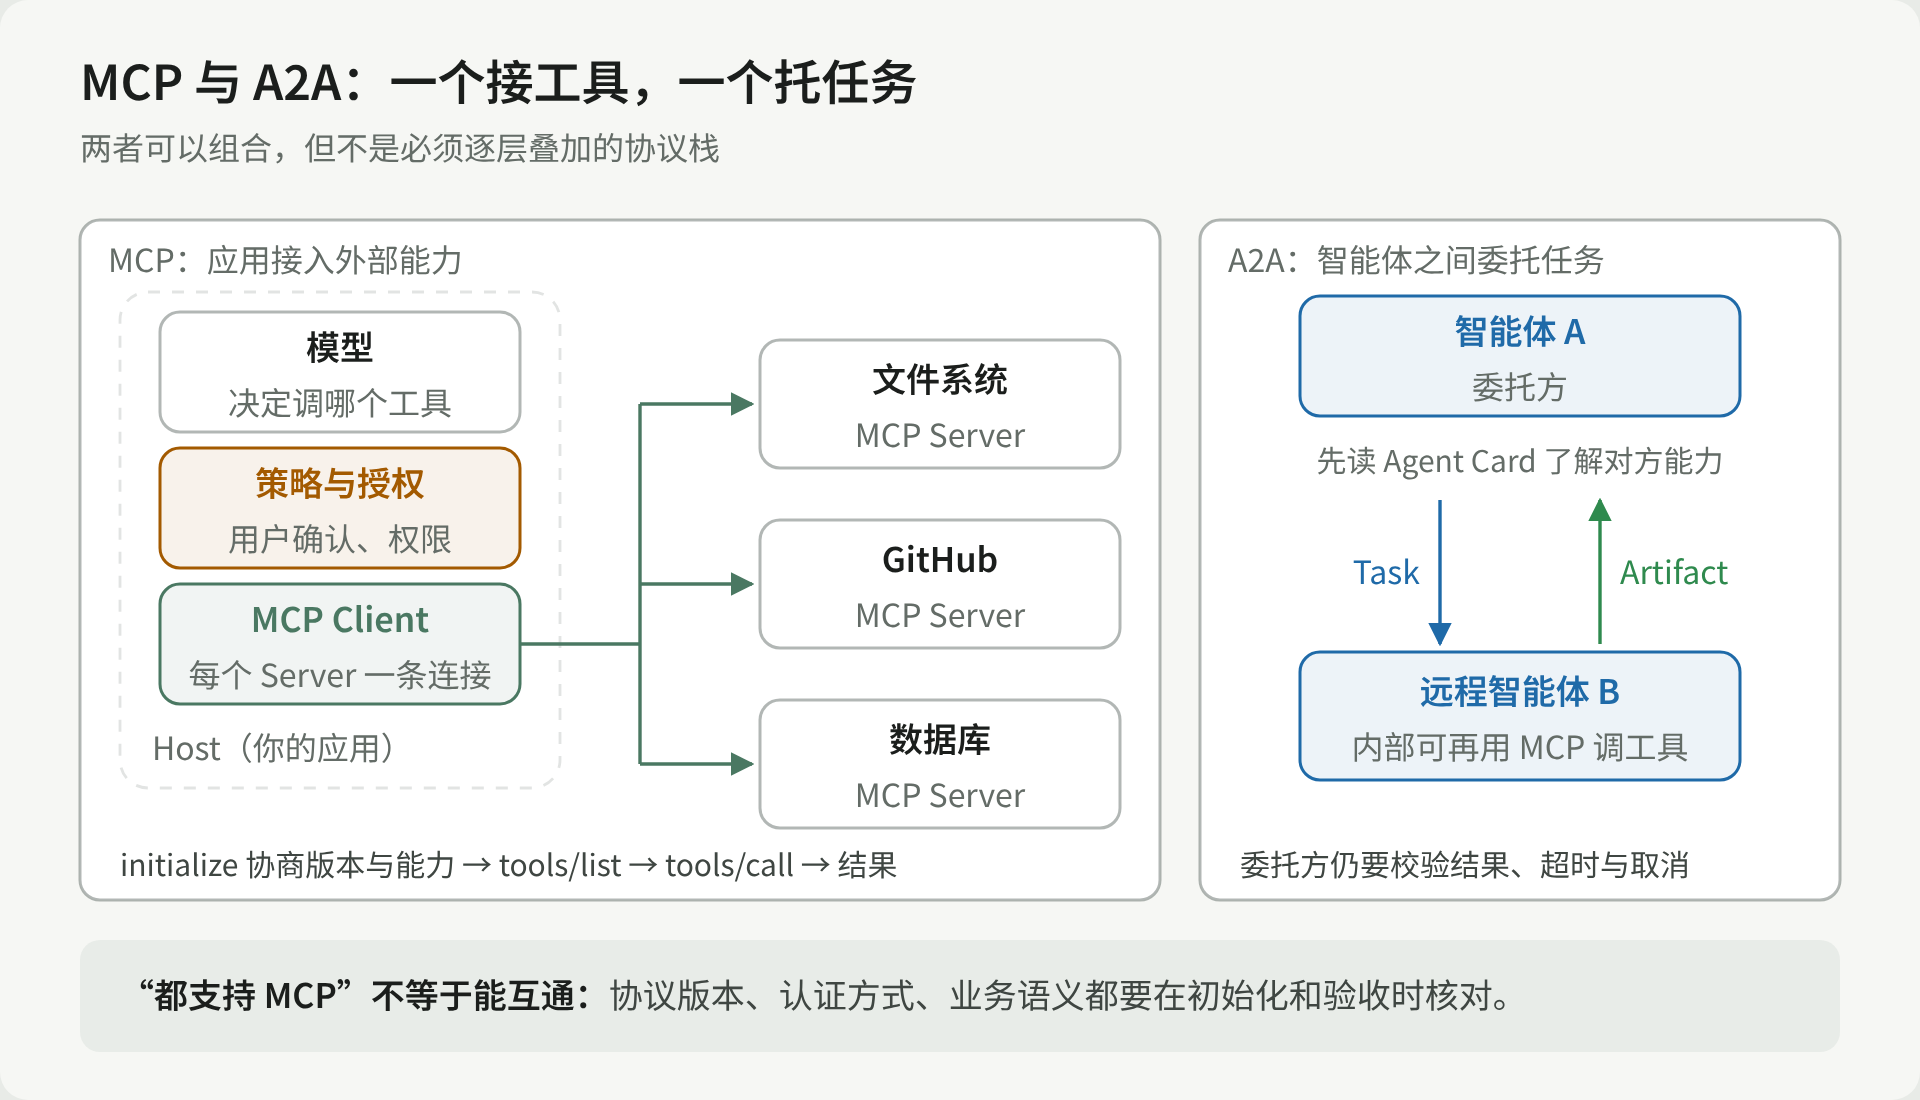 MCP 与 A2A：一个接工具，一个托任务
两者可以组合，但不是必须逐层叠加的协议栈
MCP：应用接入外部能力
模型
决定调哪个工具
策略与授权
用户确认、权限
MCP Client
每个 Server 一条连接
Host（你的应用）
文件系统
MCP Server
GitHub
MCP Server
数据库
MCP Server
initialize 协商版本与能力 → tools/list → tools/call → 结果
A2A：智能体之间委托任务
智能体 A
委托方
先读 Agent Card 了解对方能力
Task
Artifact
远程智能体 B
内部可再用 MCP 调工具
委托方仍要校验结果、超时与取消
“都支持 MCP”不等于能互通：协议版本、认证方式、业务语义都要在初始化和验收时核对。